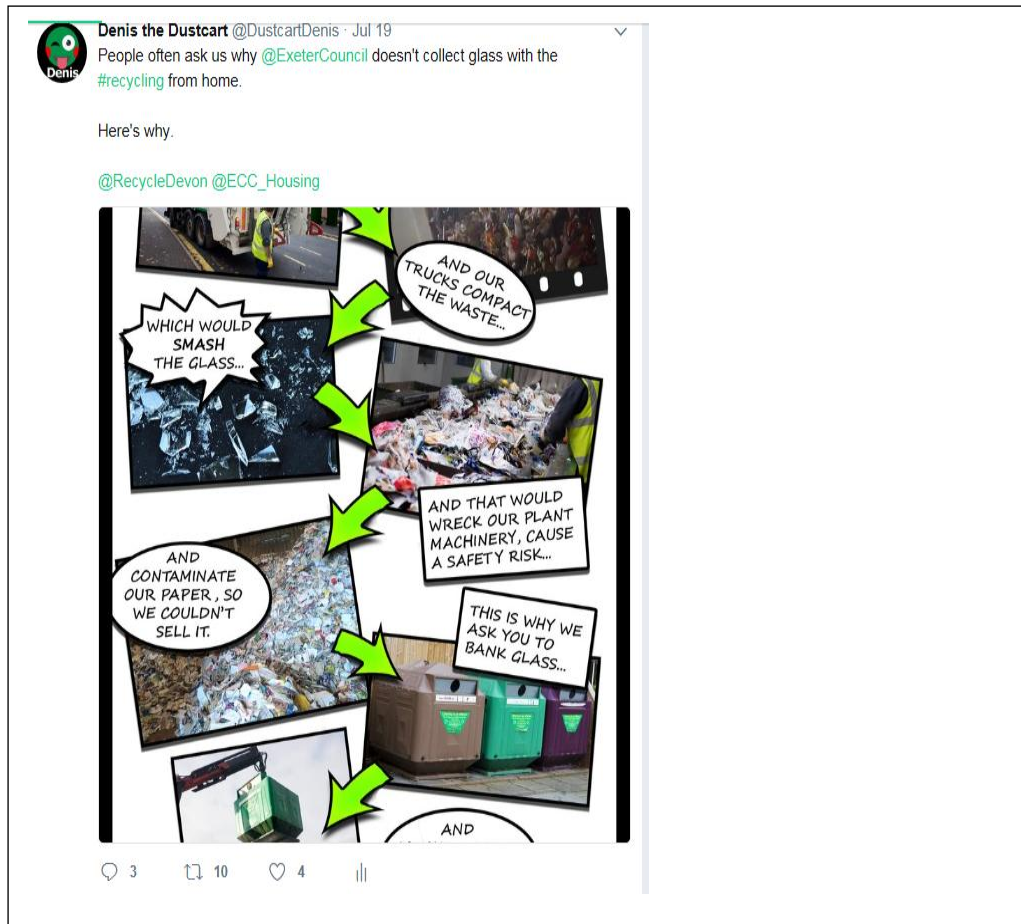 Denis the Dustcart @DustcartDenis · Jul 19
People often ask us why @ExeterCouncil doesn't collect glass with the
#recycling from home.
Here's why.
@RecycleDevon @ECC_Housing
Denis
AND OUR
TRUCKS COMPACT
THE WASTE...
WHICH WOULD
SMASH
THE GLASS...
AND THAT WOULD
WRECK OUR PLANT
MACHINERY, CAUSE
A SAFETY RISK...
AND
CONTAMINATE
OUR PAPER, SO
WE COULDN'T
SELL IT.
THIS IS WHY WE
ASK YOU TO
BANK GLASS...
AND
3
10
4